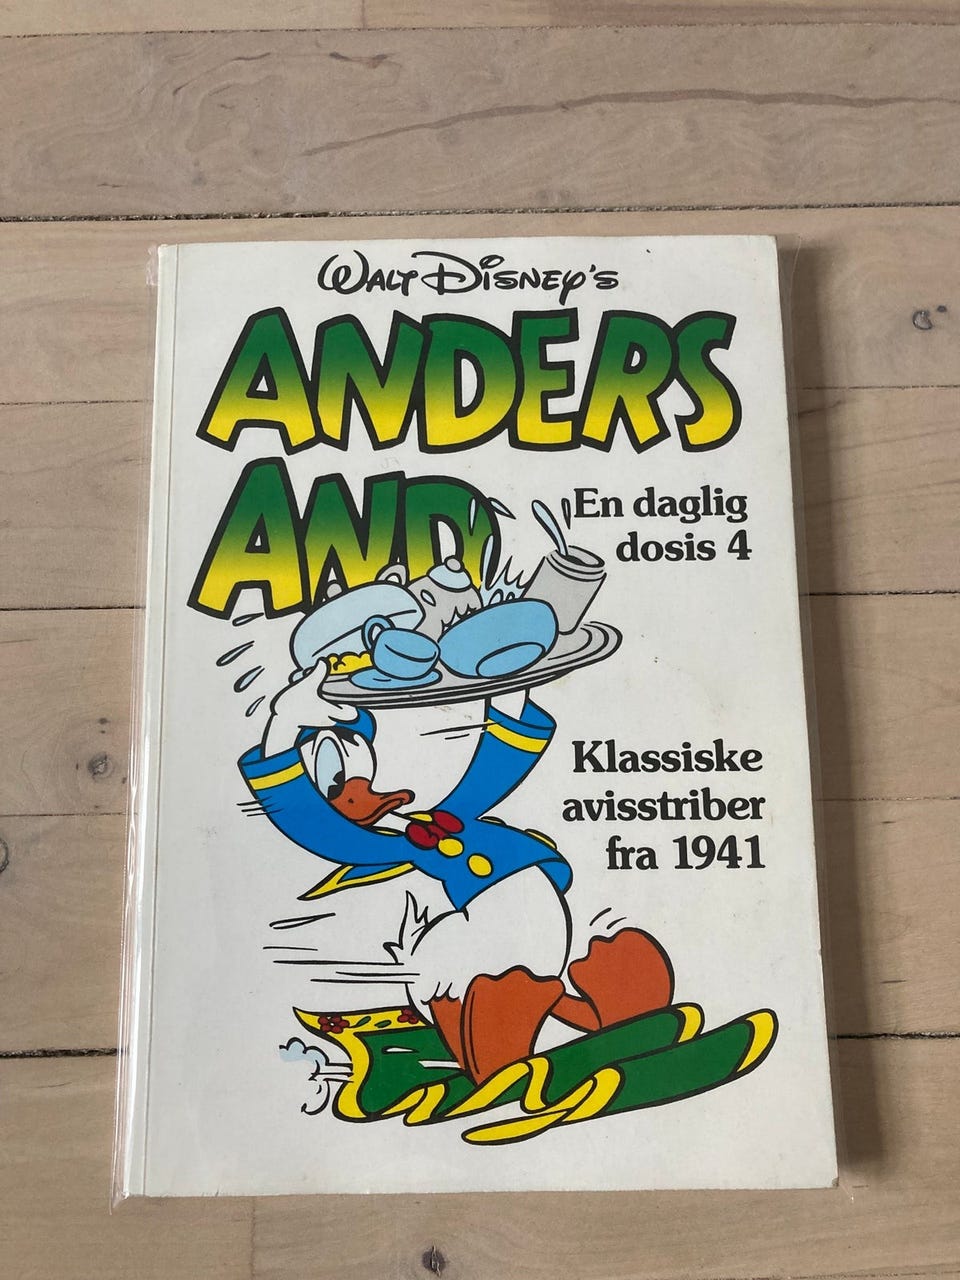 WALT DISNEY'S
ANDERS
AND
En daglig
dosis 4
Klassiske
avisstriber
fra 1941